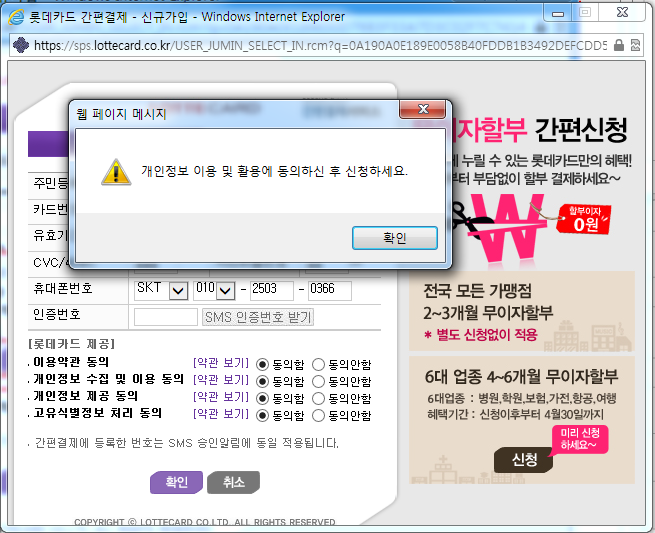 롯데카드 간편결제 - 신규가입 - Windows Internet Explorer
https://sps.lottecard.co.kr/USER_JUMIN_SELECT_IN.rcm?q=0A190A0E189E0058B40FDDB1B3492DEFCDD5
웹 페이지 메시지
개인정보 이용 및 활용에 동의하신 후 신청하세요.
확인
주민등
카드번
유효기
CVC/
휴대폰번호 SKT 010 - 2503 - 0366
인증번호 SMS 인증번호 받기
[롯데카드 제공]
. 이용약관 동의 [약관 보기] 동의함 동의안함
. 개인정보 수집 및 이용 동의 [약관 보기] 동의함 동의안함
. 개인정보 제공 동의 [약관 보기] 동의함 동의안함
. 고유식별정보 처리 동의 [약관 보기] 동의함 동의안함
. 간편결제에 등록한 번호는 SMS 승인알림에 동일 적용됩니다.
확인 취소
COPYRIGHT ⓒ LOTTECARD CO.LTD. ALL RIGHTS RESERVED
이자할부 간편신청
에 누릴 수 있는 롯데카드만의 혜택!
부터 부담없이 할부 결제하세요~
할부이자
0원
전국 모든 가맹점
2~3개월 무이자할부
* 별도 신청없이 적용
6대 업종 4~6개월 무이자할부
6대업종 : 병원,학원,보험,가전,항공,여행
혜택기간 : 신청이후부터 4월30일까지
미리 신청
하세요~
신청